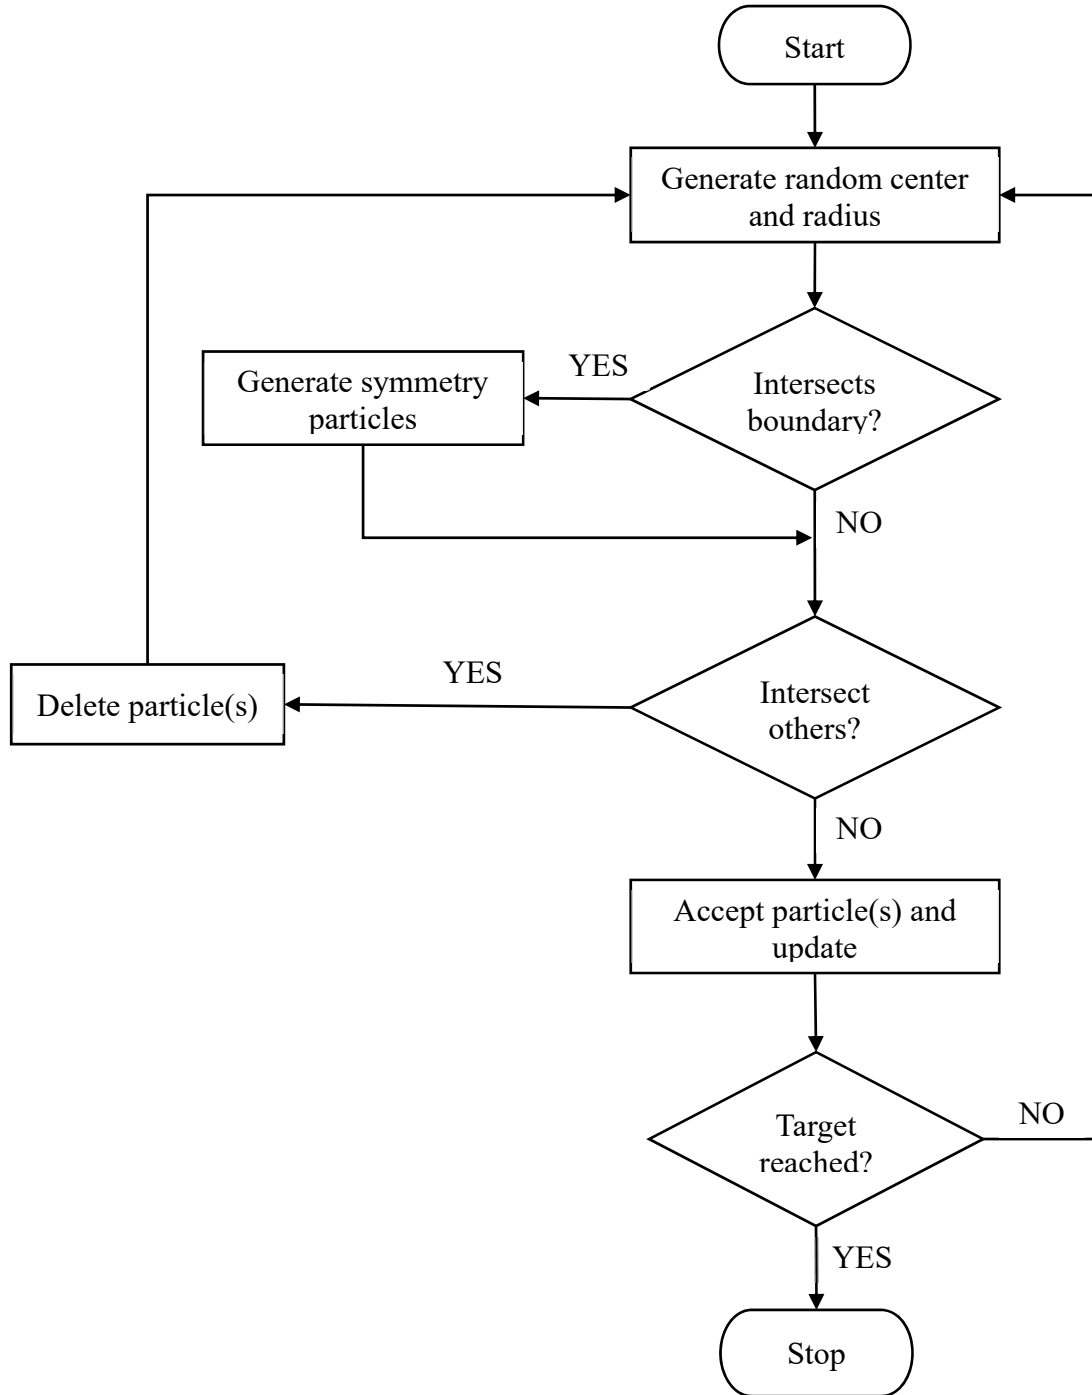 Start
Generate random center
and radius
YES
Intersects
boundary?
Generate symmetry
particles
NO
YES
Intersect
others?
Delete particle(s)
NO
Accept particle(s) and
update
Target
reached?
NO
YES
Stop